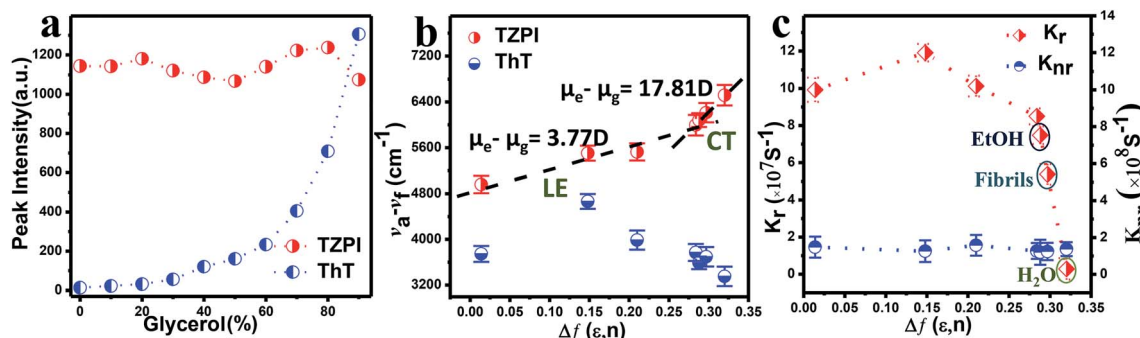 a
Peak Intensity(a.u.)
1400
1200
1000
800
600
400
200
0
TZPI
ThT
0 20 40 60 80
Glycerol(%)
b
νa-νf (cm-1)
6400
5600
4800
4000
3200
TZPI
ThT
μe- μg= 17.81D
μe- μg= 3.77D
CT
LE
0.00 0.05 0.10 0.15 0.20 0.25 0.30 0.35
Δf (ε,n)
c
Kr ×10⁷S⁻¹)
12
10
8
6
4
2
0
Kr
Knr
EtOH
Fibrils
H2O
0.00 0.05 0.10 0.15 0.20 0.25 0.30 0.35
Δf (ε,n)
14
12
10
8
6
4
2
0
Knr (×10⁸S⁻¹)